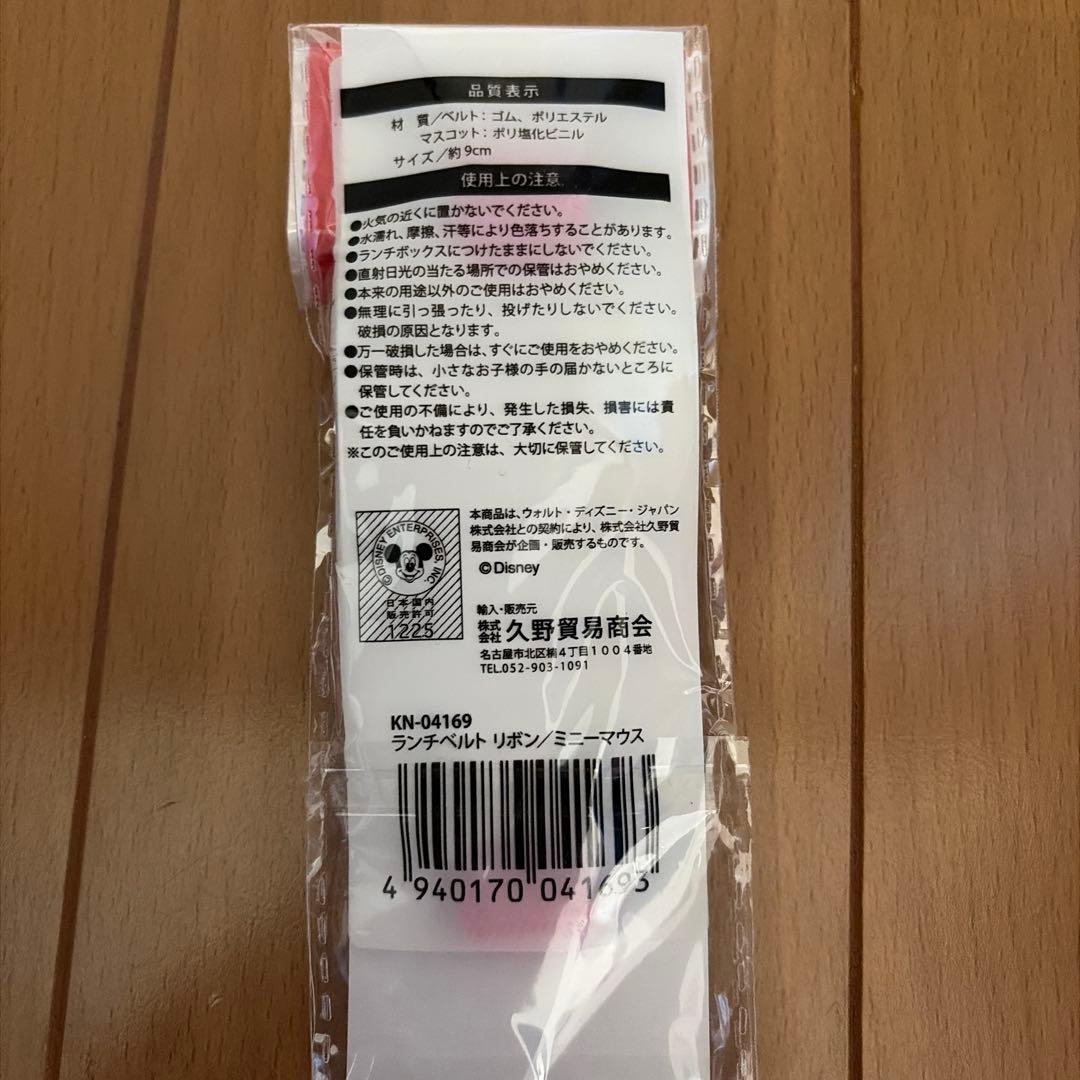 品質表示
材 質/ベルト：ゴム、ポリエステル
マスコット：ポリ塩化ビニル
サイズ/約9cm
使用上の注意
●火気の近くに置かないでください。
●水濡れ、摩擦、汗等により色落ちすることがあります。
●ランチボックスにつけたままにしないでください。
●直射日光の当たる場所での保管はおやめください。
●本来の用途以外のご使用はおやめください。
●無理に引っ張ったり、投げたりしないでください。
破損の原因となります。
●万一破損した場合は、すぐにご使用をおやめください。
●保管時は、小さなお子様の手の届かないところに
保管してください。
●ご使用の不備により、発生した損失、損害には責
任を負いかねますのでご了承ください。
※このご使用上の注意は、大切に保管してください。
本商品は、ウォルト・ディズニー・ジャパン
株式会社との契約により、株式会社久野貿
易商会が企画・販売するものです。
©Disney
©DISNEY ENTERPRISES, INC.
日本国内
販売許可
1225
輸入・販売元
株式会社 久野貿易商会
名古屋市北区楠4丁目1004番地
TEL.052-903-1091
KN-04169
ランチベルト リボン/ミニーマウス
4 940170 041693